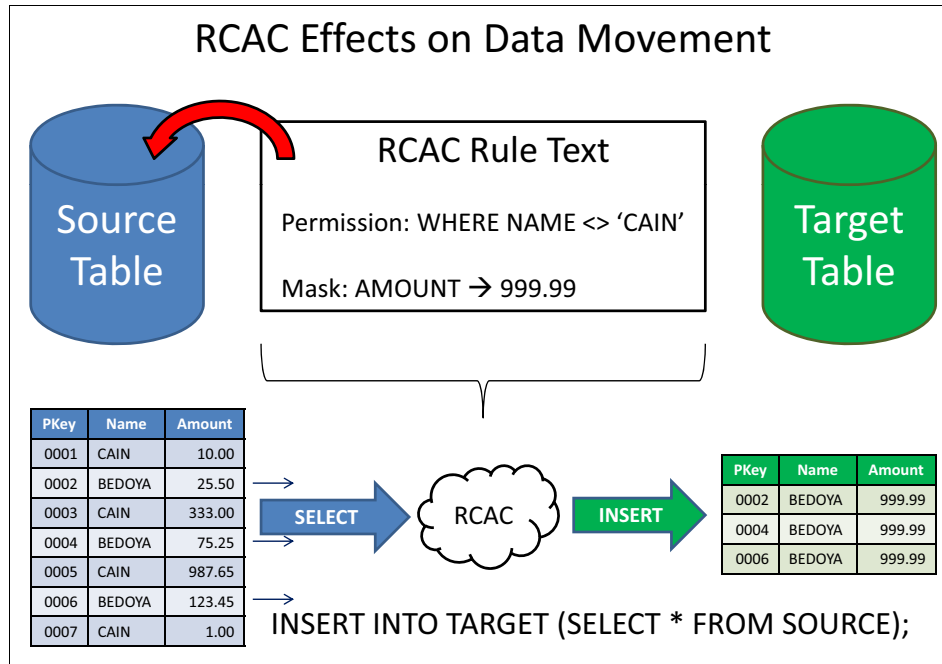 RCAC Effects on Data Movement
Source
Table
RCAC Rule Text
Permission: WHERE NAME <> ‘CAIN’
Mask: AMOUNT → 999.99
Target
Table
PKey Name Amount
0001 CAIN 10.00
0002 BEDOYA 25.50
0003 CAIN 333.00
0004 BEDOYA 75.25
0005 CAIN 987.65
0006 BEDOYA 123.45
0007 CAIN 1.00
SELECT
RCAC
INSERT
PKey Name Amount
0002 BEDOYA 999.99
0004 BEDOYA 999.99
0006 BEDOYA 999.99
INSERT INTO TARGET (SELECT * FROM SOURCE);